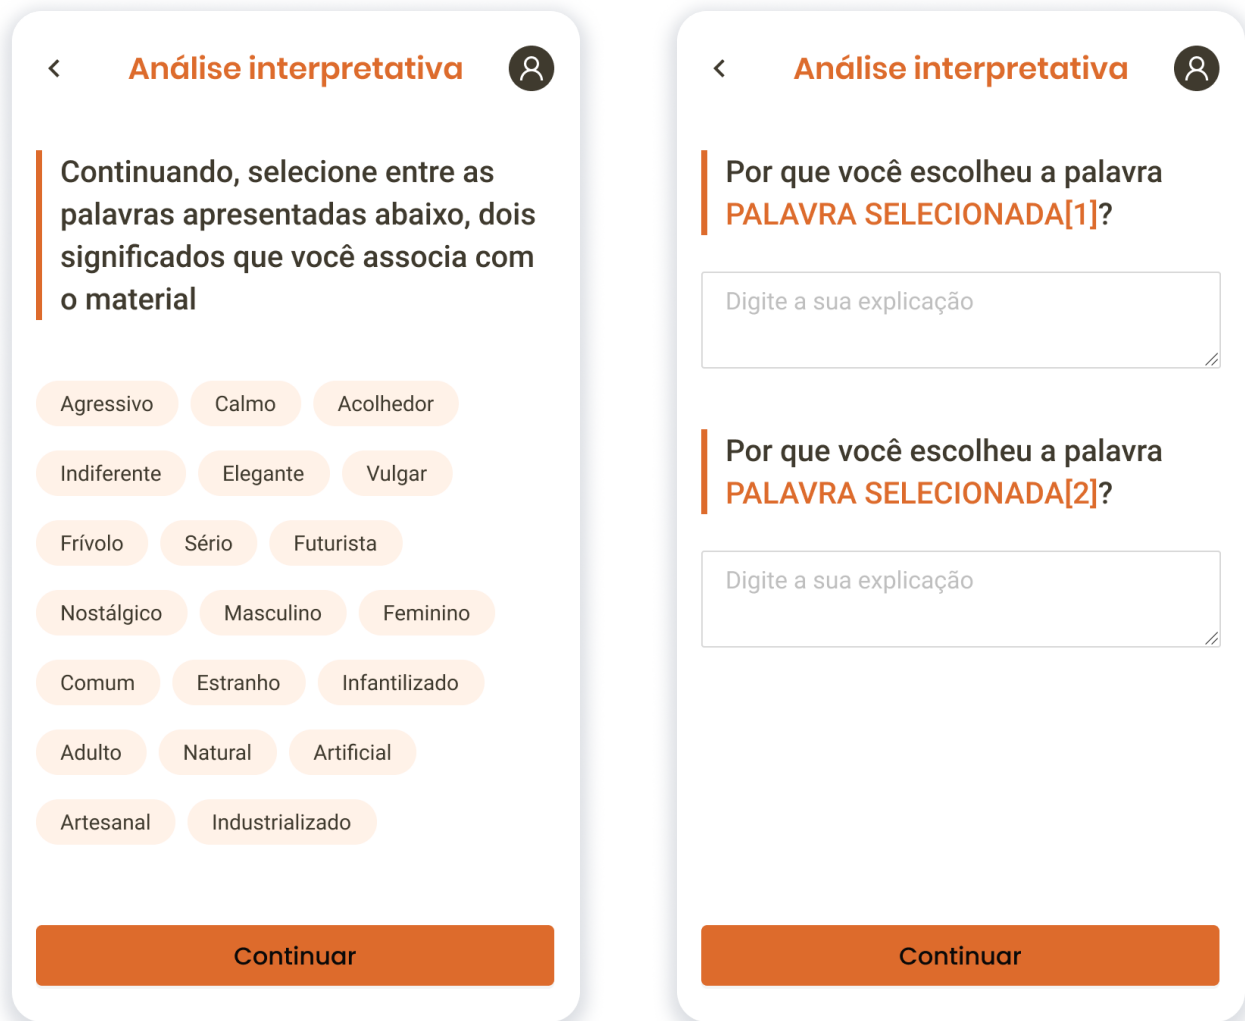 Análise interpretativa
Continuando, selecione entre as
palavras apresentadas abaixo, dois
significados que você associa com
o material
Agressivo Calmo Acolhedor
Indiferente Elegante Vulgar
Frívolo Sério Futurista
Nostálgico Masculino Feminino
Comum Estranho Infantilizado
Adulto Natural Artificial
Artesanal Industrializado
Continuar
Análise interpretativa
Por que você escolheu a palavra
PALAVRA SELECIONADA[1]?
Digite a sua explicação
Por que você escolheu a palavra
PALAVRA SELECIONADA[2]?
Digite a sua explicação
Continuar